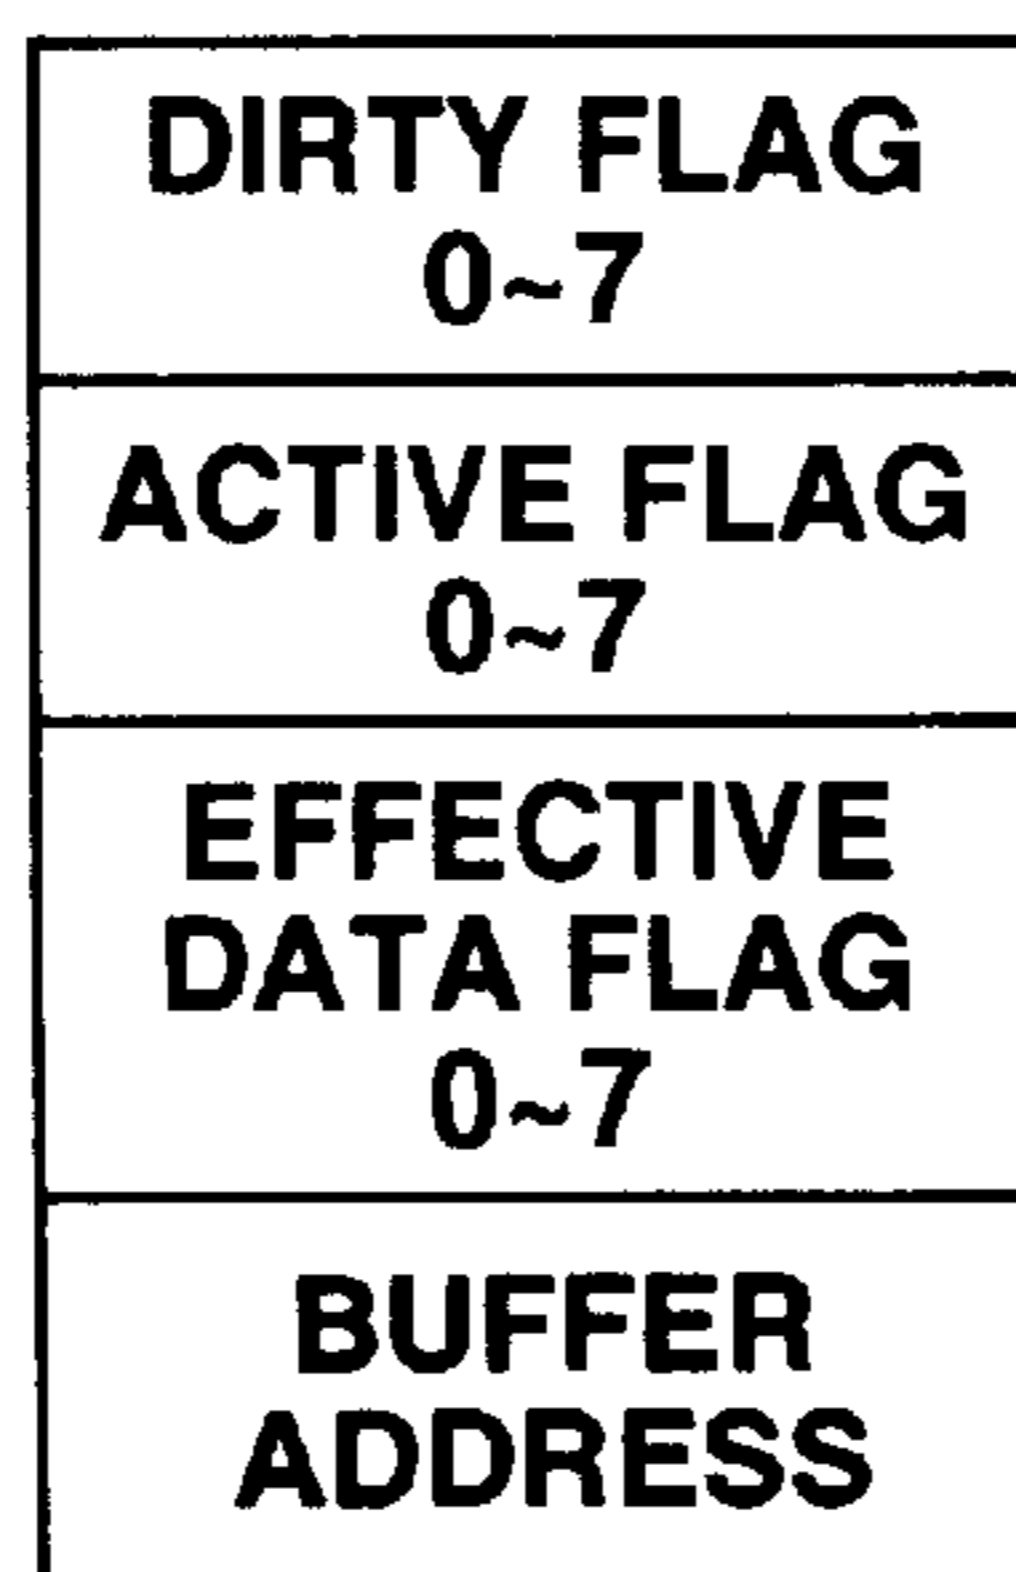 DIRTY FLAG
0~7
ACTIVE FLAG
0~7
EFFECTIVE
DATA FLAG
0~7
BUFFER
ADDRESS